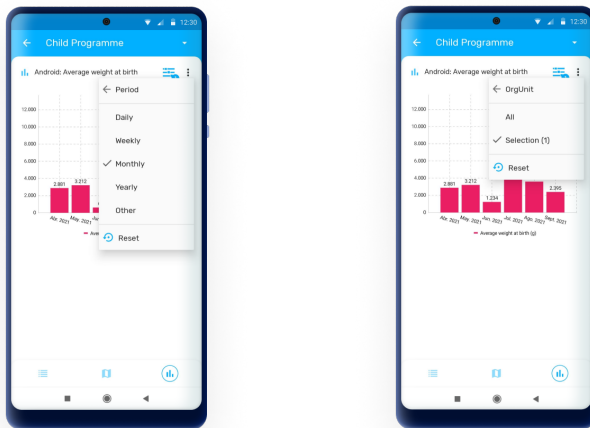 12:30
Child Programme
Android: Average weight at birth
Period
Daily
Weekly
Monthly
Yearly
Other
Reset
12.000
10.000
8.000
6.000
4.000
2.000
0
2.881
3.212
Abr. 2021
May. 2021
12:30
Child Programme
Android: Average weight at birth
OrgUnit
All
Selection (1)
Reset
12.000
10.000
8.000
6.000
4.000
2.000
0
2.881
3.212
1.234
2.395
Abr. 2021
May. 2021
Jun. 2021
Jul. 2021
Ago. 2021
Sept. 2021
Average weight at birth (g)